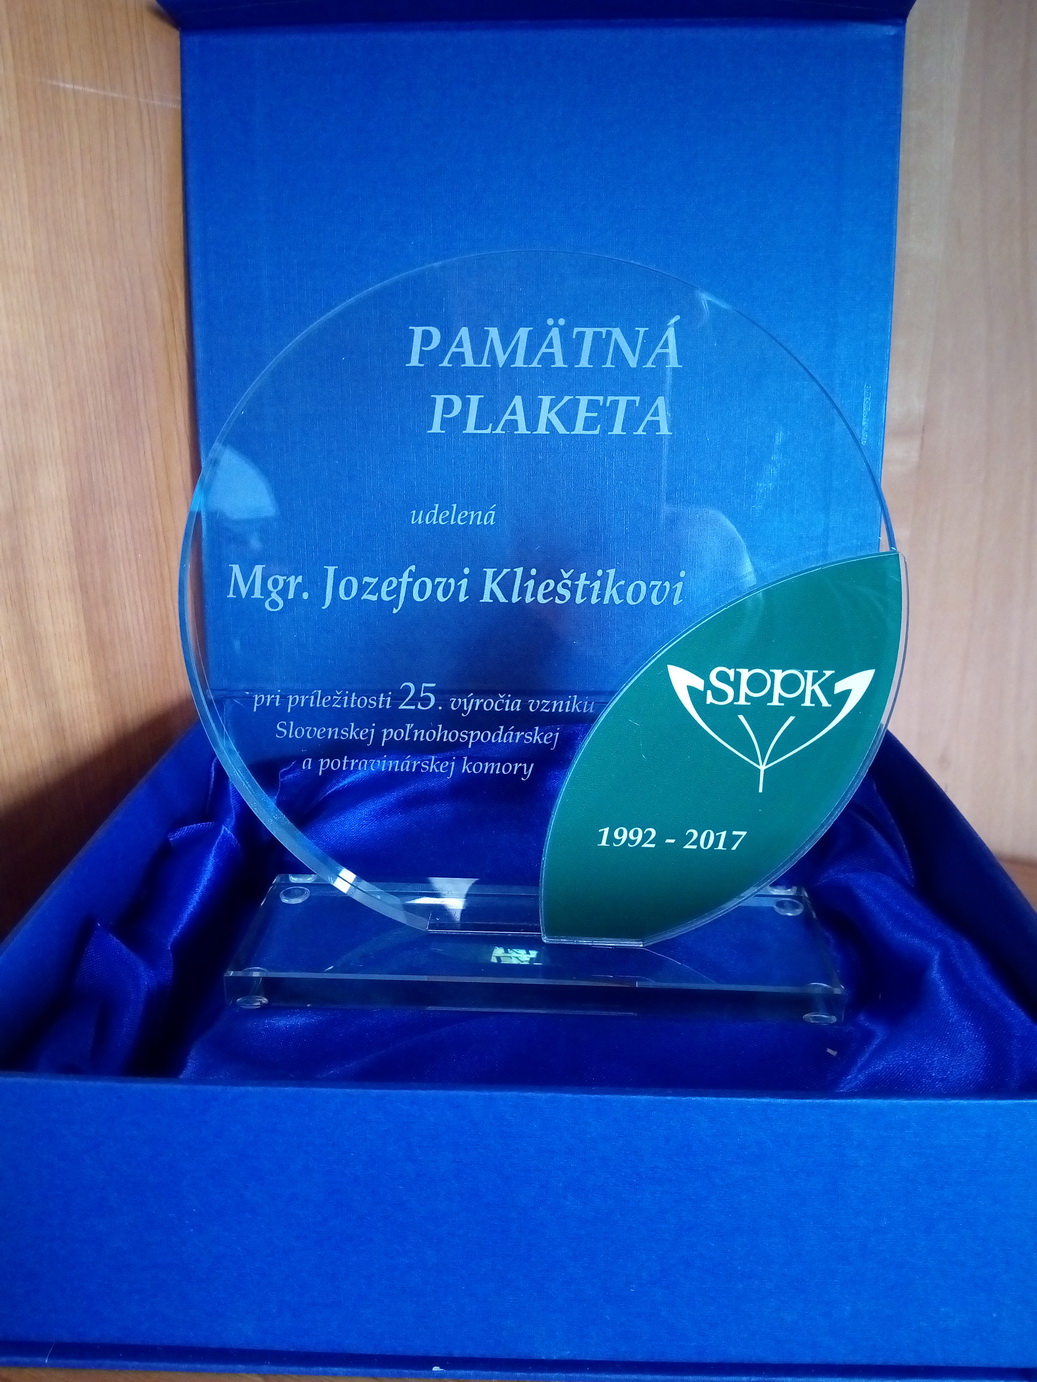 PAMÄTNÁ
PLAKETA
udelená
Mgr. Jozefovi Klieštikovi
pri príležitosti 25. výročia vzniku
Slovenskej poľnohospodárskej
a potravinárskej komory
SPPK
1992 - 2017